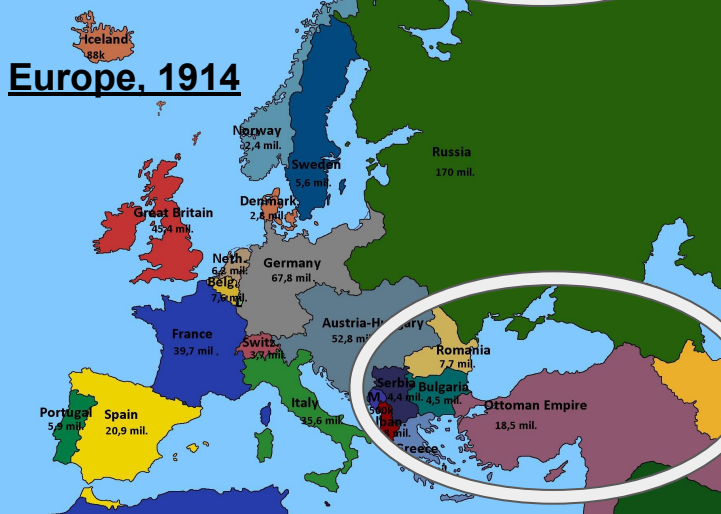 Iceland
88k
Europe, 1914
Norway
2,4 mil.
Sweden
5,6 mil.
Russia
170 mil.
Denmark
2,8 mil.
Great Britain
45,4 mil.
Neth.
6,2 mil.
Belg.
7,6 mil.
L
Germany
67,8 mil.
France
39,7 mil .
Switz.
3,7 mil.
Austria-Hungary
52,8 mil
Romania
7,7 mil.
Serbia
4,4 mil.
Bulgaria
4,5 mil.
M.
500k
Ottoman Empire
18,5 mil.
Portugal
5,9 mil.
Spain
20,9 mil.
Italy
35,6 mil.
Greece